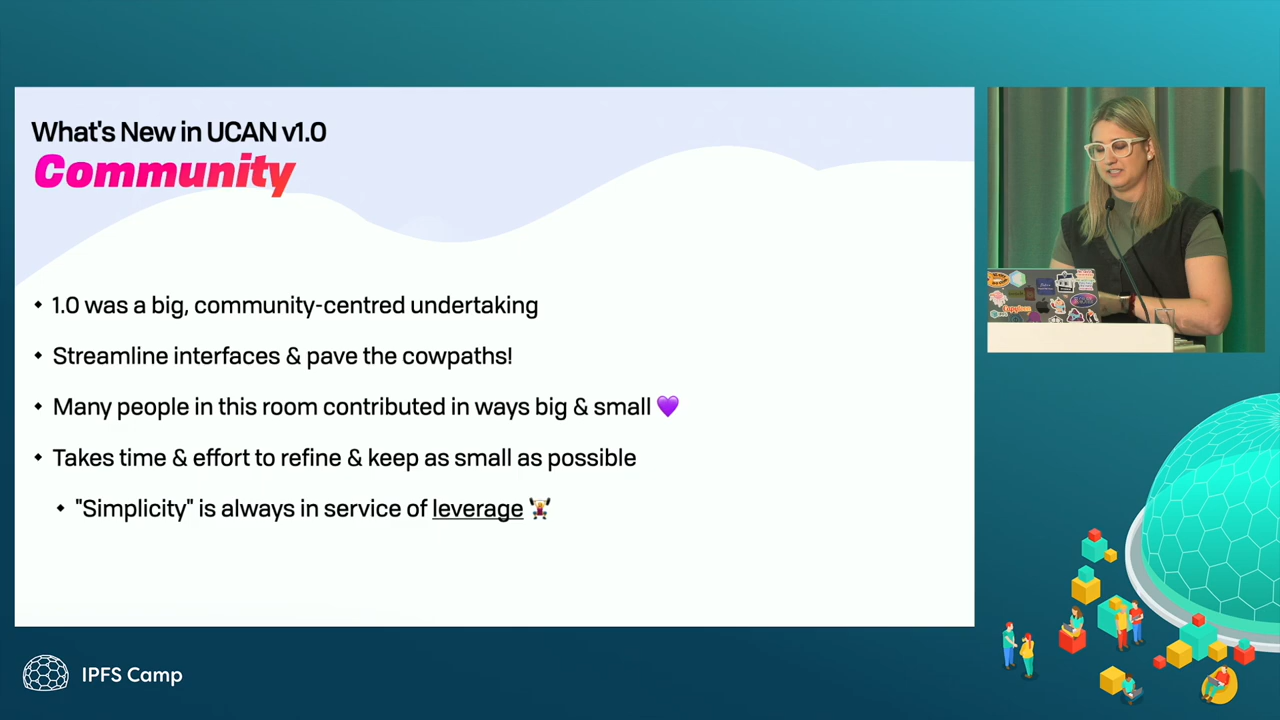 What's New in UCAN v1.0
Community
1.0 was a big, community-centred undertaking
Streamline interfaces & pave the cowpaths!
Many people in this room contributed in ways big & small 💜
Takes time & effort to refine & keep as small as possible
"Simplicity" is always in service of leverage 🏋️
IPFS Camp